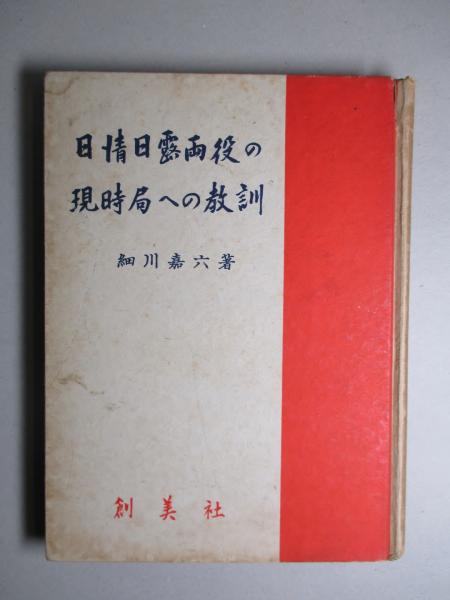 日情日露両役の
現時局への教訓
細川嘉六著
創美社